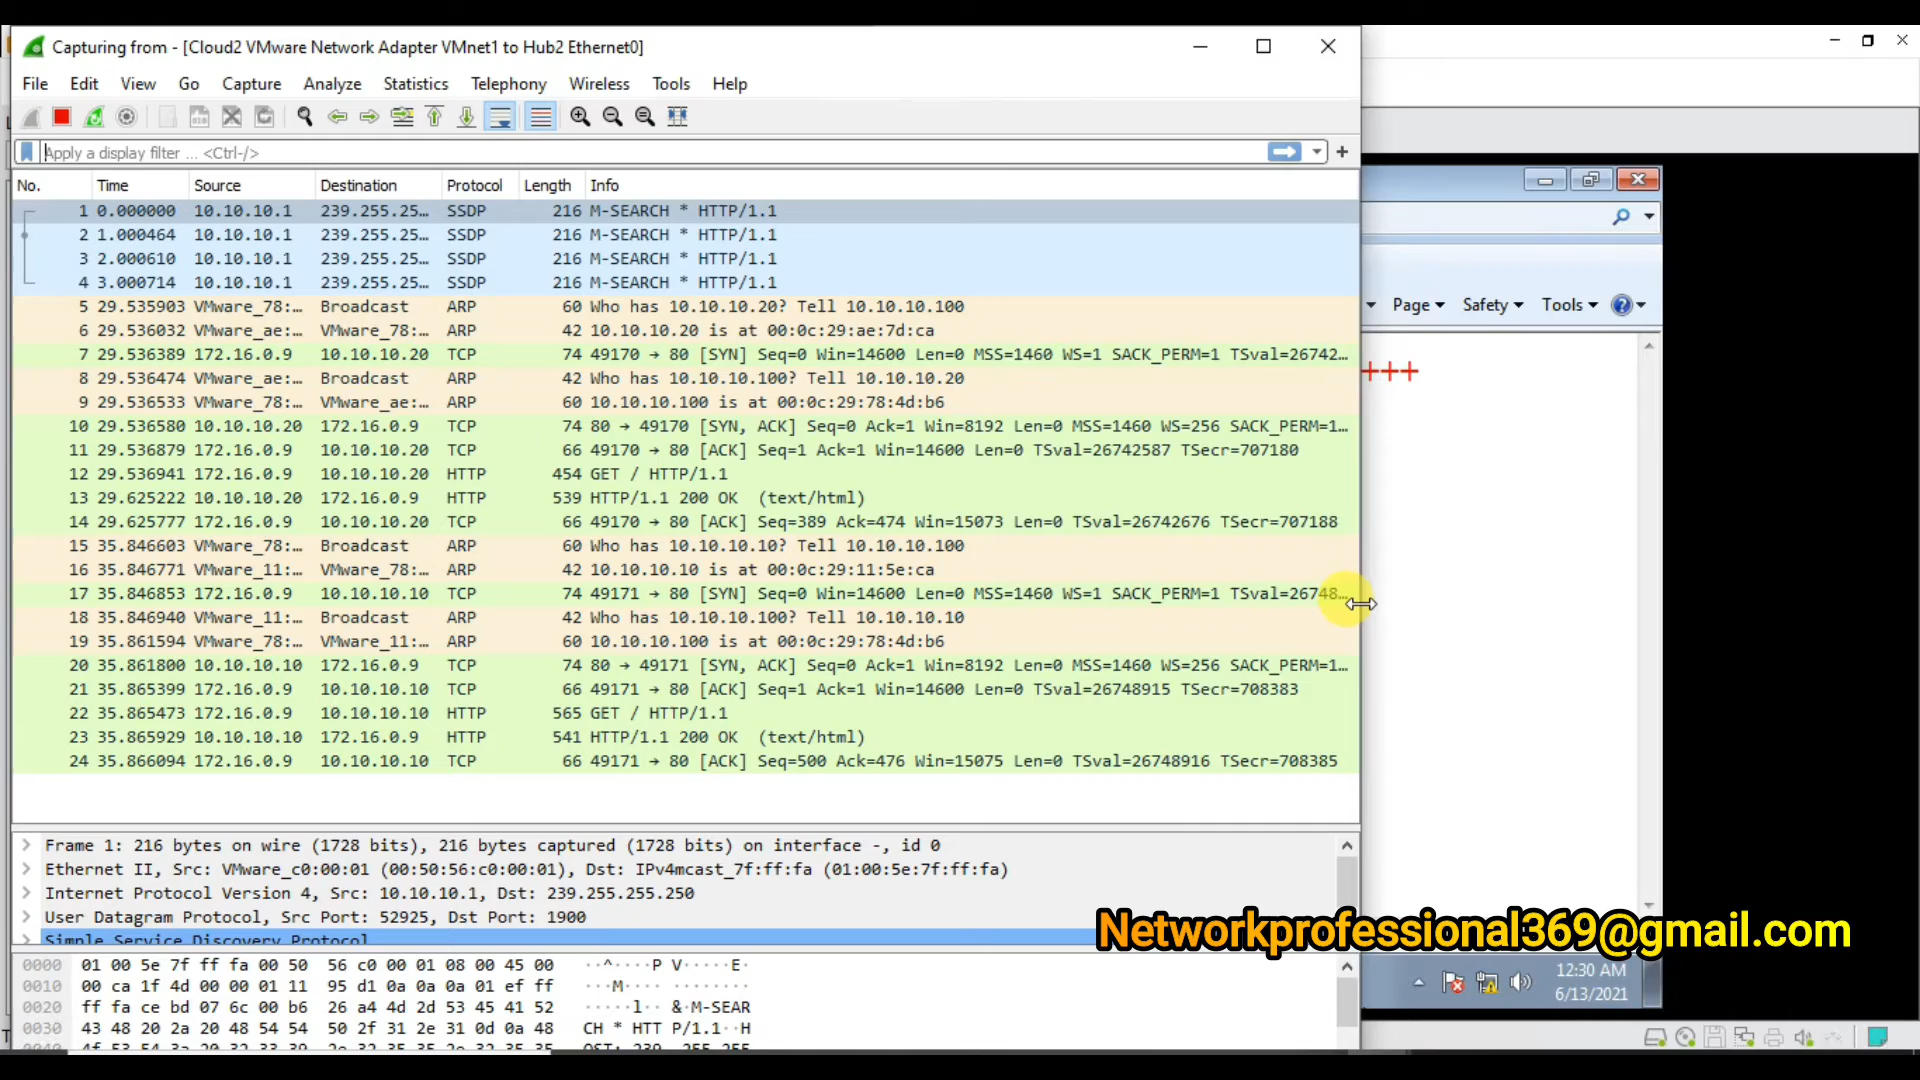 Capturing from - [Cloud2 VMware Network Adapter VMnet1 to Hub2 Ethernet0]
File Edit View Go Capture Analyze Statistics Telephony Wireless Tools Help
Apply a display filter ... <Ctrl-/>
No. Time Source Destination Protocol Length Info
1 0.000000 10.10.10.1 239.255.25… SSDP 216 M-SEARCH * HTTP/1.1
2 1.000464 10.10.10.1 239.255.25… SSDP 216 M-SEARCH * HTTP/1.1
3 2.000610 10.10.10.1 239.255.25… SSDP 216 M-SEARCH * HTTP/1.1
4 3.000714 10.10.10.1 239.255.25… SSDP 216 M-SEARCH * HTTP/1.1
5 29.535903 VMware_78:… Broadcast ARP 60 Who has 10.10.10.20? Tell 10.10.10.100
6 29.536032 VMware_ae:… VMware_78:… ARP 42 10.10.10.20 is at 00:0c:29:ae:7d:ca
7 29.536389 172.16.0.9 10.10.10.20 TCP 74 49170 → 80 [SYN] Seq=0 Win=14600 Len=0 MSS=1460 WS=1 SACK_PERM=1 TSval=26742…
8 29.536474 VMware_ae:… Broadcast ARP 42 Who has 10.10.10.100? Tell 10.10.10.20
9 29.536533 VMware_78:… VMware_ae:… ARP 60 10.10.10.100 is at 00:0c:29:78:4d:b6
10 29.536580 10.10.10.20 172.16.0.9 TCP 74 80 → 49170 [SYN, ACK] Seq=0 Ack=1 Win=8192 Len=0 MSS=1460 WS=256 SACK_PERM=1…
11 29.536879 172.16.0.9 10.10.10.20 TCP 66 49170 → 80 [ACK] Seq=1 Ack=1 Win=14600 Len=0 TSval=26742587 TSecr=707180
12 29.536941 172.16.0.9 10.10.10.20 HTTP 454 GET / HTTP/1.1
13 29.625222 10.10.10.20 172.16.0.9 HTTP 539 HTTP/1.1 200 OK (text/html)
14 29.625777 172.16.0.9 10.10.10.20 TCP 66 49170 → 80 [ACK] Seq=389 Ack=474 Win=15073 Len=0 TSval=26742676 TSecr=707188
15 35.846603 VMware_78:… Broadcast ARP 60 Who has 10.10.10.10? Tell 10.10.10.100
16 35.846771 VMware_11:… VMware_78:… ARP 42 10.10.10.10 is at 00:0c:29:11:5e:ca
17 35.846853 172.16.0.9 10.10.10.10 TCP 74 49171 → 80 [SYN] Seq=0 Win=14600 Len=0 MSS=1460 WS=1 SACK_PERM=1 TSval=26748…
18 35.846940 VMware_11:… Broadcast ARP 42 Who has 10.10.10.100? Tell 10.10.10.10
19 35.861594 VMware_78:… VMware_11:… ARP 60 10.10.10.100 is at 00:0c:29:78:4d:b6
20 35.861800 10.10.10.10 172.16.0.9 TCP 74 80 → 49171 [SYN, ACK] Seq=0 Ack=1 Win=8192 Len=0 MSS=1460 WS=256 SACK_PERM=1…
21 35.865399 172.16.0.9 10.10.10.10 TCP 66 49171 → 80 [ACK] Seq=1 Ack=1 Win=14600 Len=0 TSval=26748915 TSecr=708383
22 35.865473 172.16.0.9 10.10.10.10 HTTP 565 GET / HTTP/1.1
23 35.865929 10.10.10.10 172.16.0.9 HTTP 541 HTTP/1.1 200 OK (text/html)
24 35.866094 172.16.0.9 10.10.10.10 TCP 66 49171 → 80 [ACK] Seq=500 Ack=476 Win=15075 Len=0 TSval=26748916 TSecr=708385
Page Safety Tools
+++
Frame 1: 216 bytes on wire (1728 bits), 216 bytes captured (1728 bits) on interface -, id 0
Ethernet II, Src: VMware_c0:00:01 (00:50:56:c0:00:01), Dst: IPv4mcast_7f:ff:fa (01:00:5e:7f:ff:fa)
Internet Protocol Version 4, Src: 10.10.10.1, Dst: 239.255.255.250
User Datagram Protocol, Src Port: 52925, Dst Port: 1900
Simple Service Discovery Protocol
Networkprofessional369@gmail.com
0000 01 00 5e 7f ff fa 00 50 56 c0 00 01 08 00 45 00 ··^····P V·····E·
0010 00 ca 1f 4d 00 00 01 11 95 d1 0a 0a 0a 01 ef ff ···M···· ········
0020 ff fa ce bd 07 6c 00 b6 26 a4 4d 2d 53 45 41 52 ·····l·· &·M-SEAR
0030 43 48 20 2a 20 48 54 54 50 2f 31 2e 31 0d 0a 48 CH * HTT P/1.1··H
0040 4f 53 54 3a 20 32 33 39 2e 32 35 35 2e 32 35 35 OST: 239 .255.255
12:30 AM
6/13/2021